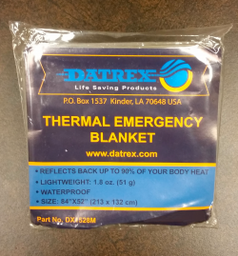 DATREX
Life Saving Products
P.O. Box 1537 Kinder, LA 70648 USA
THERMAL EMERGENCY
BLANKET
www.datrex.com
• REFLECTS BACK UP TO 90% OF YOUR BODY HEAT
• LIGHTWEIGHT: 1.8 oz. (51 g)
• WATERPROOF
• SIZE: 84"X52" (213 x 132 cm)
Part No. DX1528M